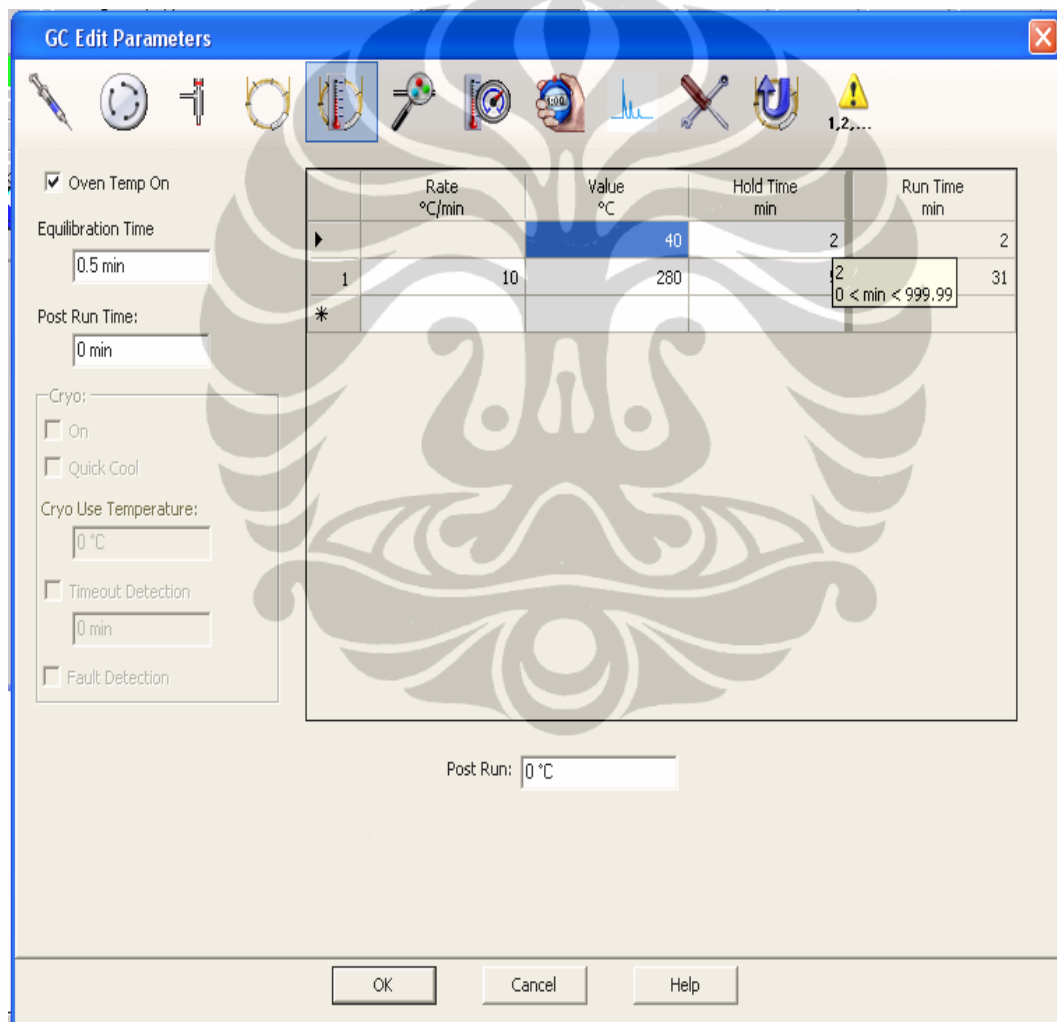 GC Edit Parameters
1,2,...
Oven Temp On
Equilibration Time
0.5 min
Post Run Time:
0 min
Cryo:
On
Quick Cool
Cryo Use Temperature:
0 °C
Timeout Detection
0 min
Fault Detection
Rate °C/min Value °C Hold Time min Run Time min
40 2 2
1 10 280 31
2
0 < min < 999.99
Post Run: 0 °C
OK Cancel Help